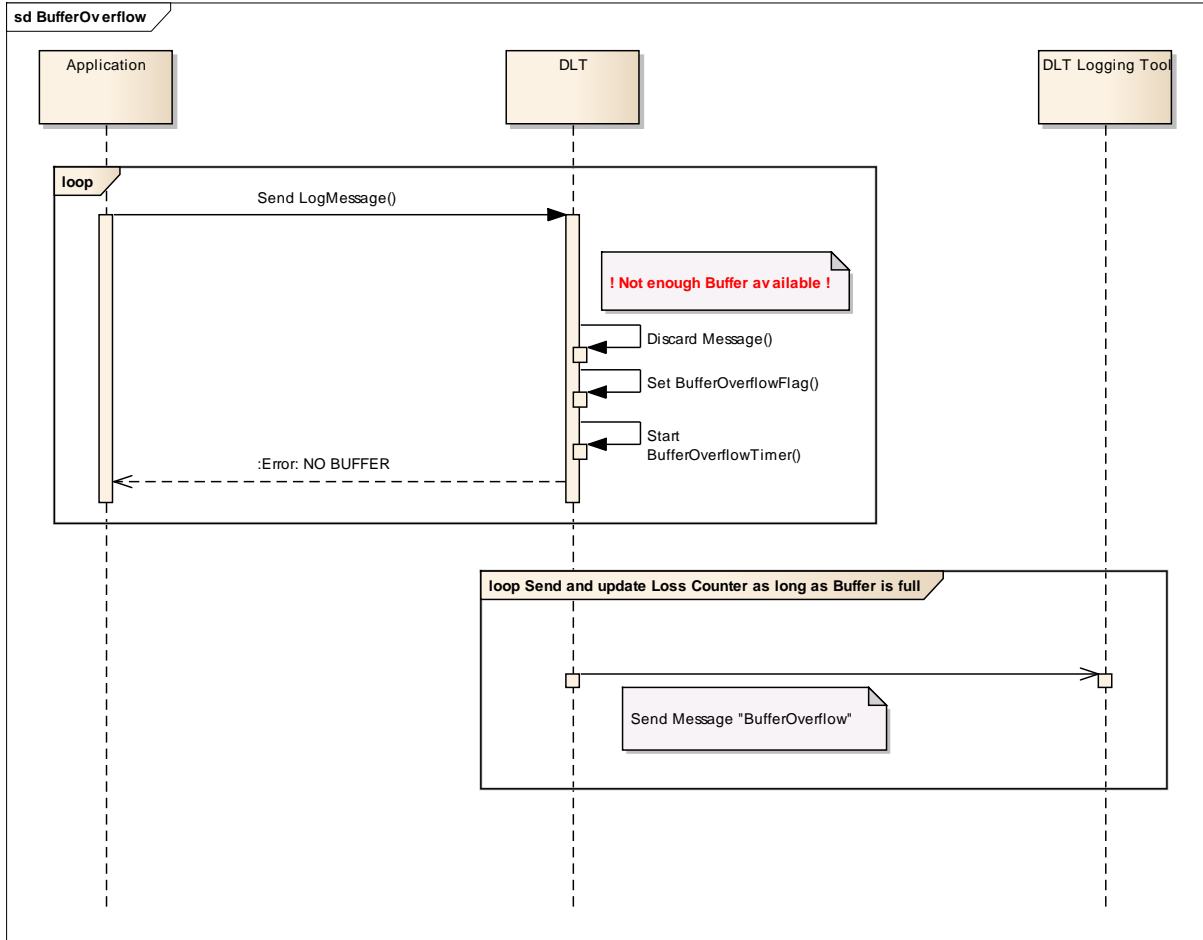 sd BufferOverflow
Application
DLT
DLT Logging Tool
loop
Send LogMessage()
! Not enough Buffer available !
Discard Message()
Set BufferOverflowFlag()
Start
BufferOverflowTimer()
:Error: NO BUFFER
loop Send and update Loss Counter as long as Buffer is full
Send Message "BufferOverflow"